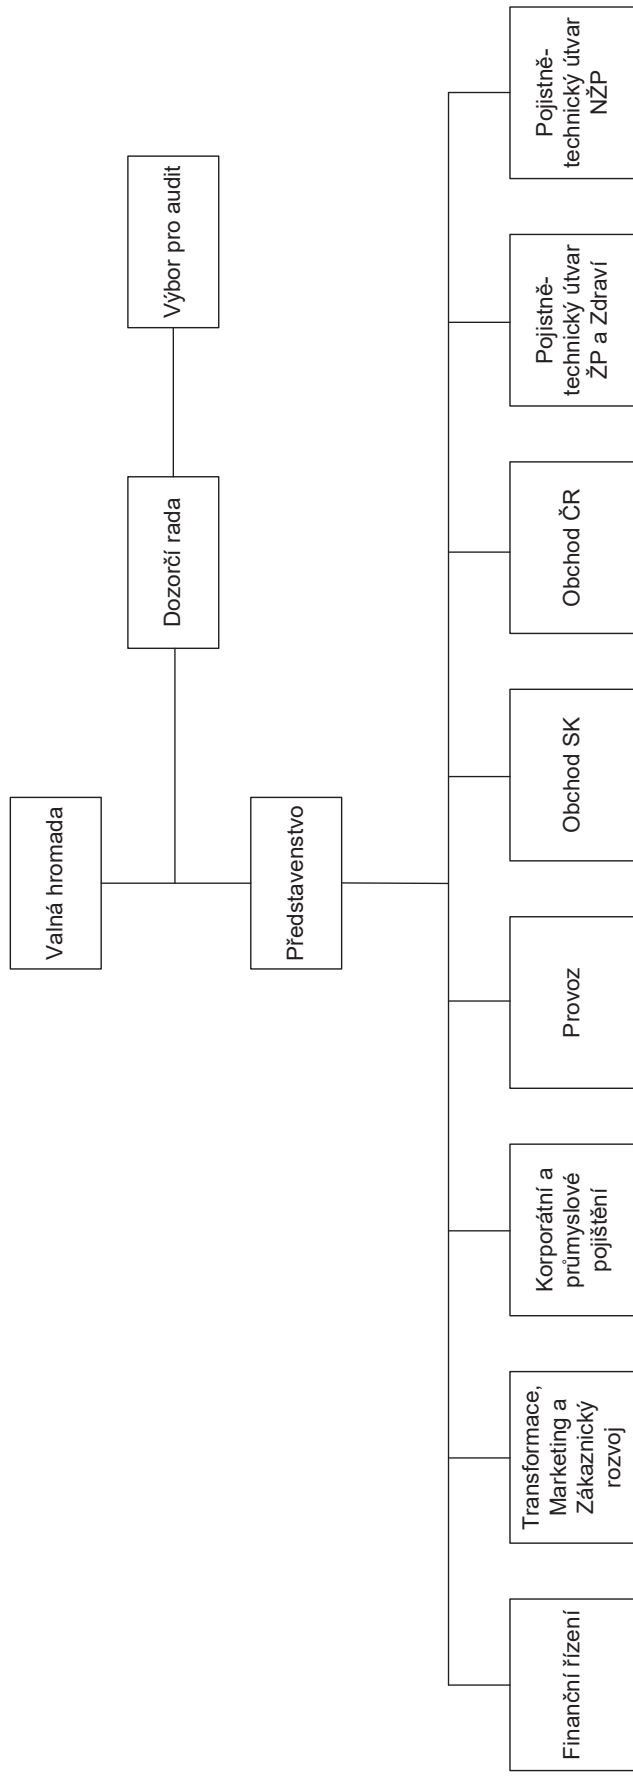 Valná hromada
Výbor pro audit
Dozorčí rada
Představenstvo
Finanční řízení
Transformace,
Marketing a
Zákaznický
rozvoj
Korporátní a
průmyslové
pojištění
Provoz
Obchod SK
Obchod ČR
Pojistně-
technický útvar
ŽP a Zdraví
Pojistně-
technický útvar
NŽP